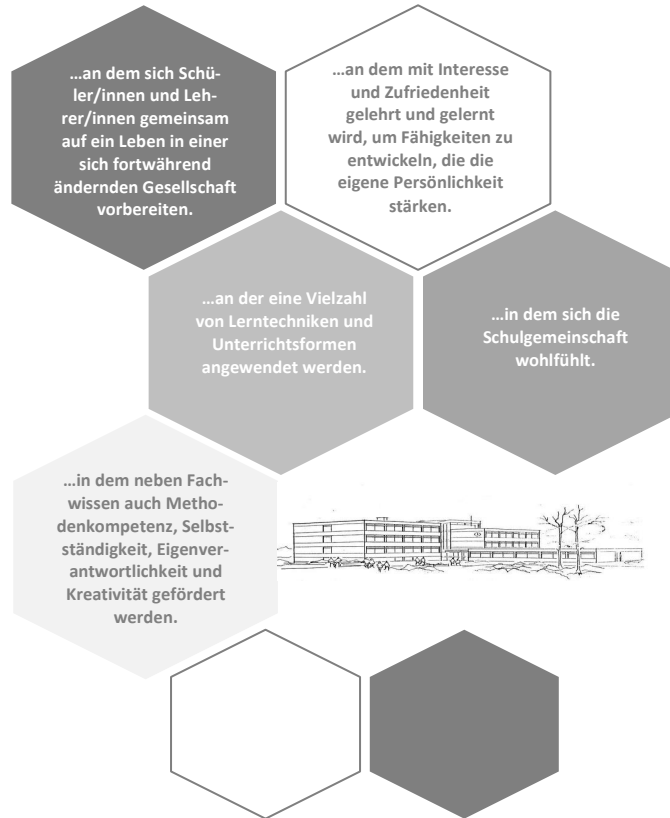 ...an dem sich Schü-
ler/innen und Leh-
rer/innen gemeinsam
auf ein Leben in einer
sich fortwährend
ändernden Gesellschaft
vorbereiten.
...an dem mit Interesse
und Zufriedenheit
gelehrt und gelernt
wird, um Fähigkeiten zu
entwickeln, die die
eigene Persönlichkeit
stärken.
...an der eine Vielzahl
von Lerntechniken und
Unterrichtsformen
angewendet werden.
...in dem sich die
Schulgemeinschaft
wohlfühlt.
...in dem neben Fach-
wissen auch Metho-
denkompetenz, Selbst-
ständigkeit, Eigenver-
antwortlichkeit und
Kreativität gefördert
werden.